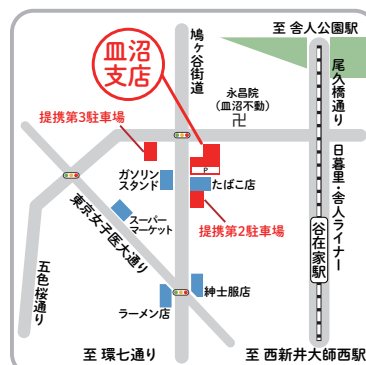 至 舎人公園駅
皿沼
支店
鳩ヶ谷街道
尾久橋通り
永昌院
(皿沼不動)
卍
提携第3駐車場
ガソリン
スタンド
P
たばこ店
日暮里・舎人ライナー
東京女子医大通り
スーパー
マーケット
提携第2駐車場
谷在家駅
五色桜通り
紳士服店
ラーメン店
至 環七通り
至 西新井大師西駅